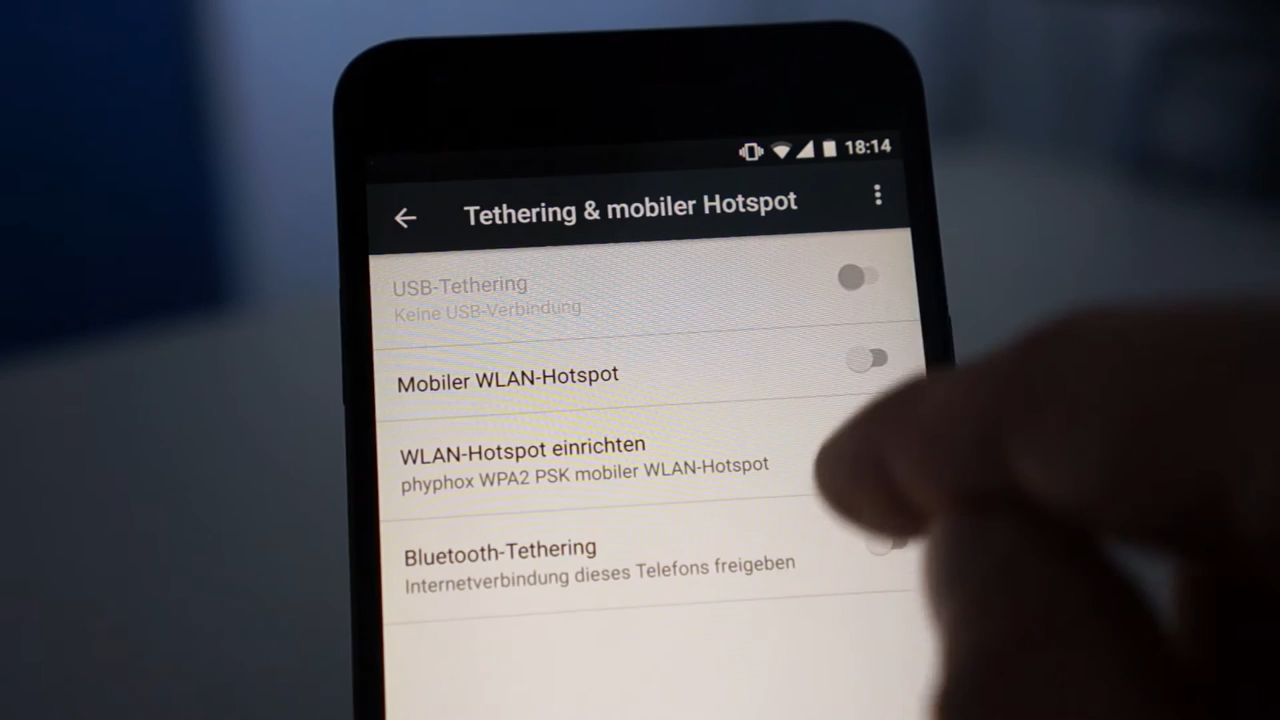 18:14
Tethering & mobiler Hotspot
USB-Tethering
Keine USB-Verbindung
Mobiler WLAN-Hotspot
WLAN-Hotspot einrichten
phyphox WPA2 PSK mobiler WLAN-Hotspot
Bluetooth-Tethering
Internetverbindung dieses Telefons freigeben